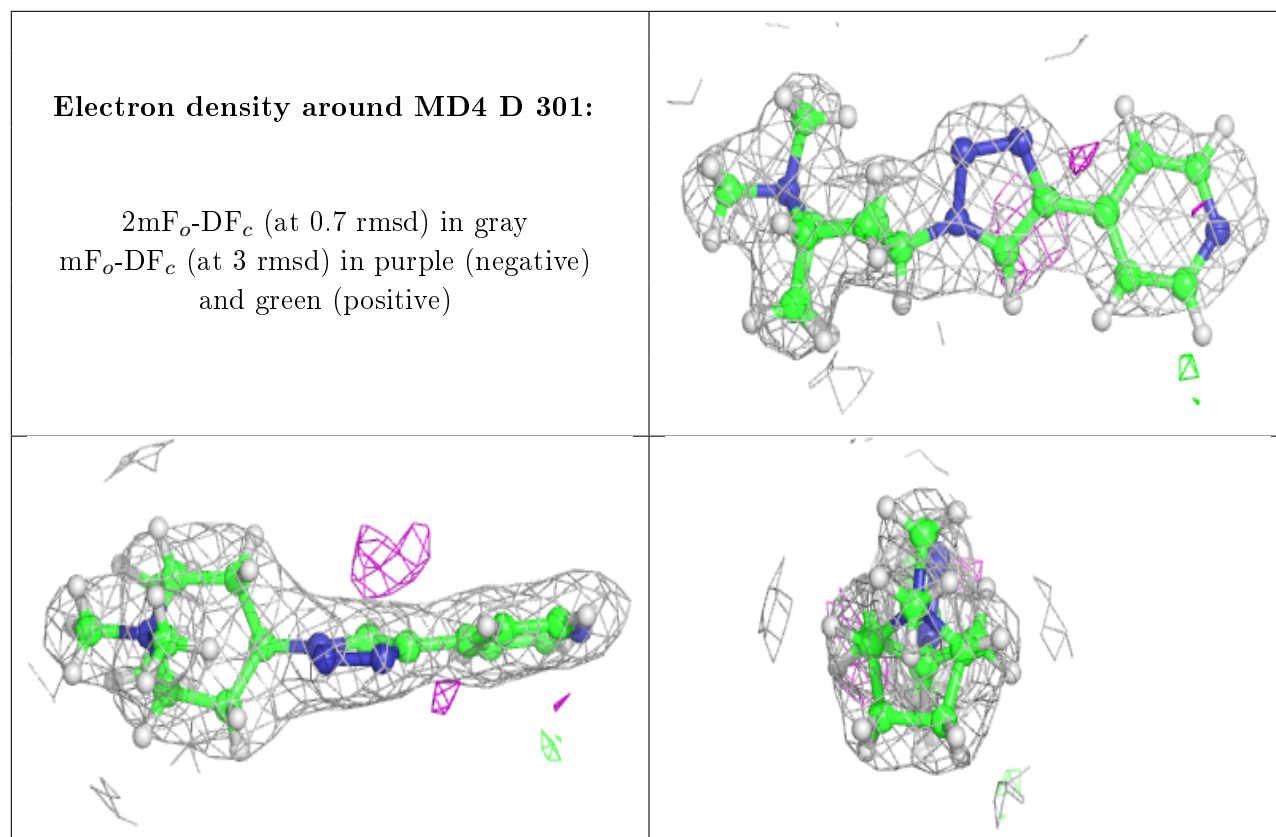 Electron density around MD4 D 301:
2mFo-DFc (at 0.7 rmsd) in gray
mFo-DFc (at 3 rmsd) in purple (negative)
and green (positive)